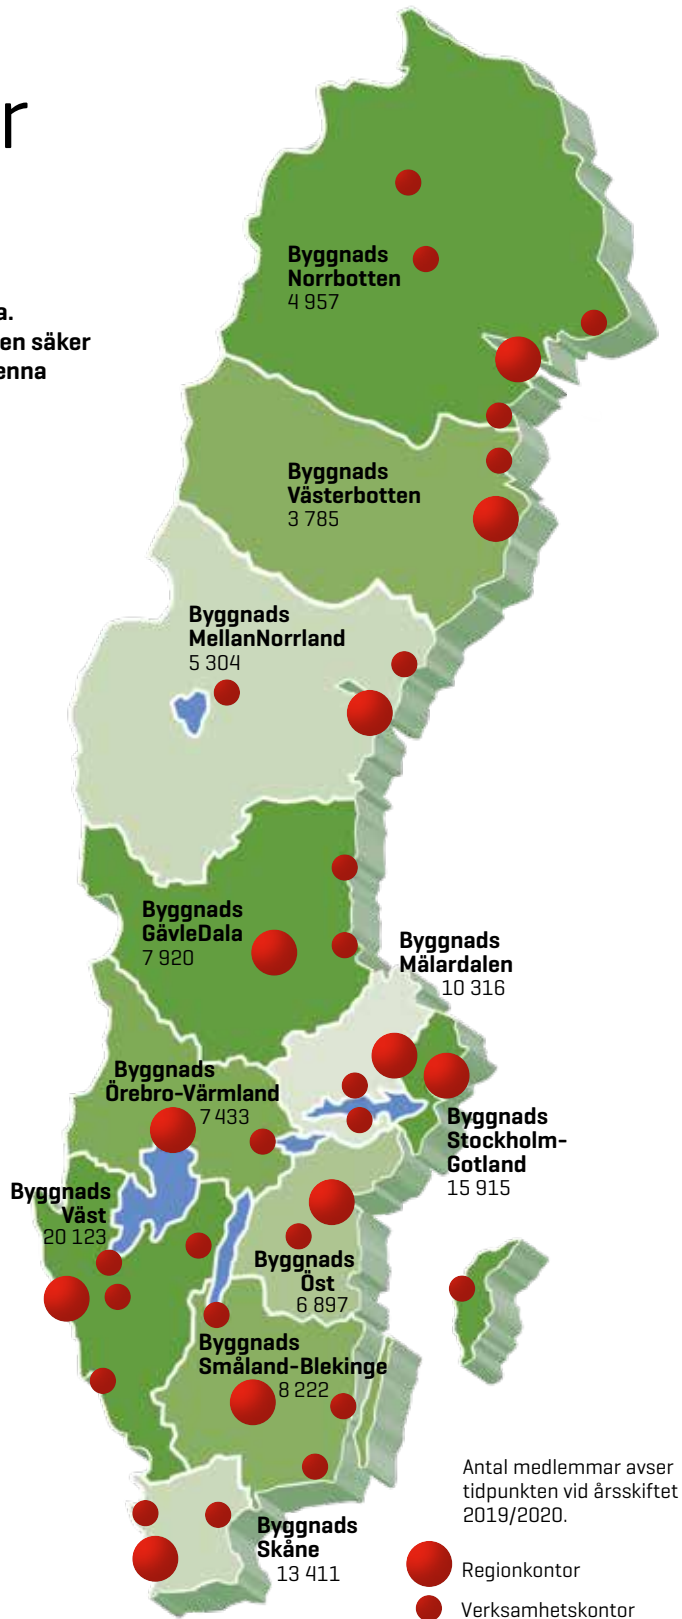 r
a.
en säker
enna
Byggnads
Norrbotten
4 957
Byggnads
Västerbotten
3 785
Byggnads
MellanNorrland
5 304
Byggnads
GävleDala
7 920
Byggnads
Mälardalen
10 316
Byggnads
Örebro-Värmland
7 433
Byggnads
Stockholm-
Gotland
15 915
Byggnads
Väst
20 123
Byggnads
Öst
6 897
Byggnads
Småland-Blekinge
8 222
Byggnads
Skåne
13 411
Antal medlemmar avser
tidpunkten vid årsskiftet
2019/2020.
Regionkontor
Verksamhetskontor